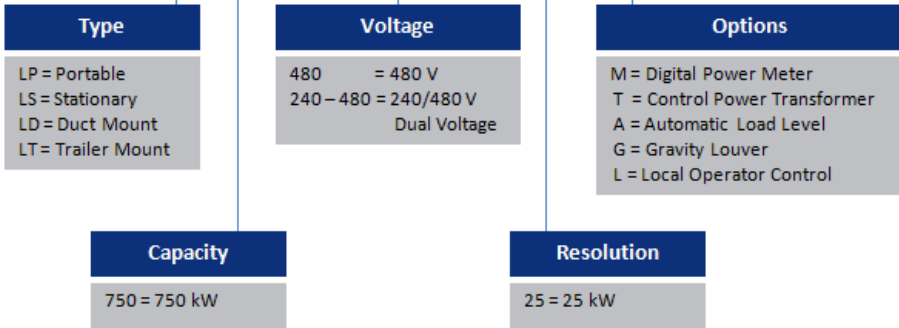 Type
LP = Portable
LS = Stationary
LD = Duct Mount
LT = Trailer Mount
Voltage
480 = 480 V
240 – 480 = 240/480 V
Dual Voltage
Options
M = Digital Power Meter
T = Control Power Transformer
A = Automatic Load Level
G = Gravity Louver
L = Local Operator Control
Capacity
750 = 750 kW
Resolution
25 = 25 kW